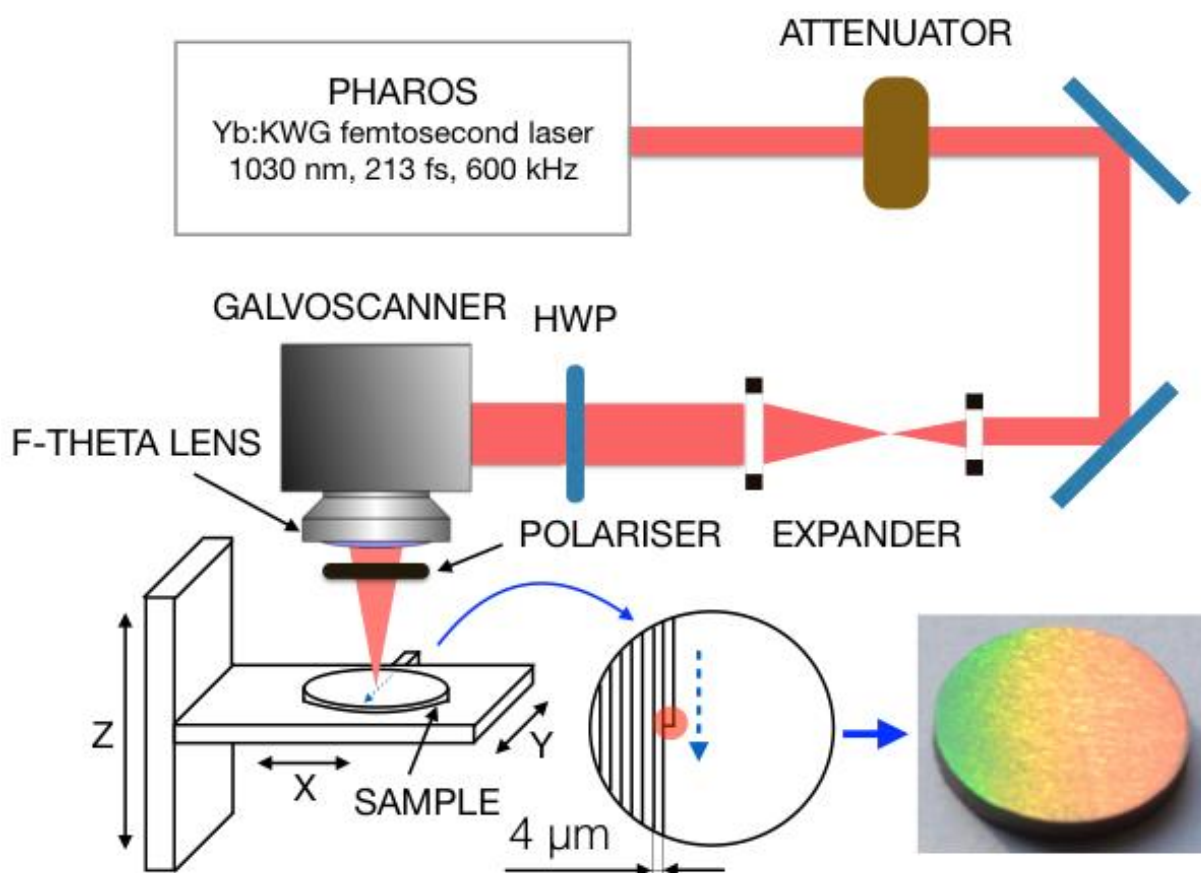 ATTENUATOR
PHAROS
Yb:KWG femtosecond laser
1030 nm, 213 fs, 600 kHz
GALVOSCANNER
HWP
F-THETA LENS
POLARISER
EXPANDER
Z
X
Y
SAMPLE
4 µm